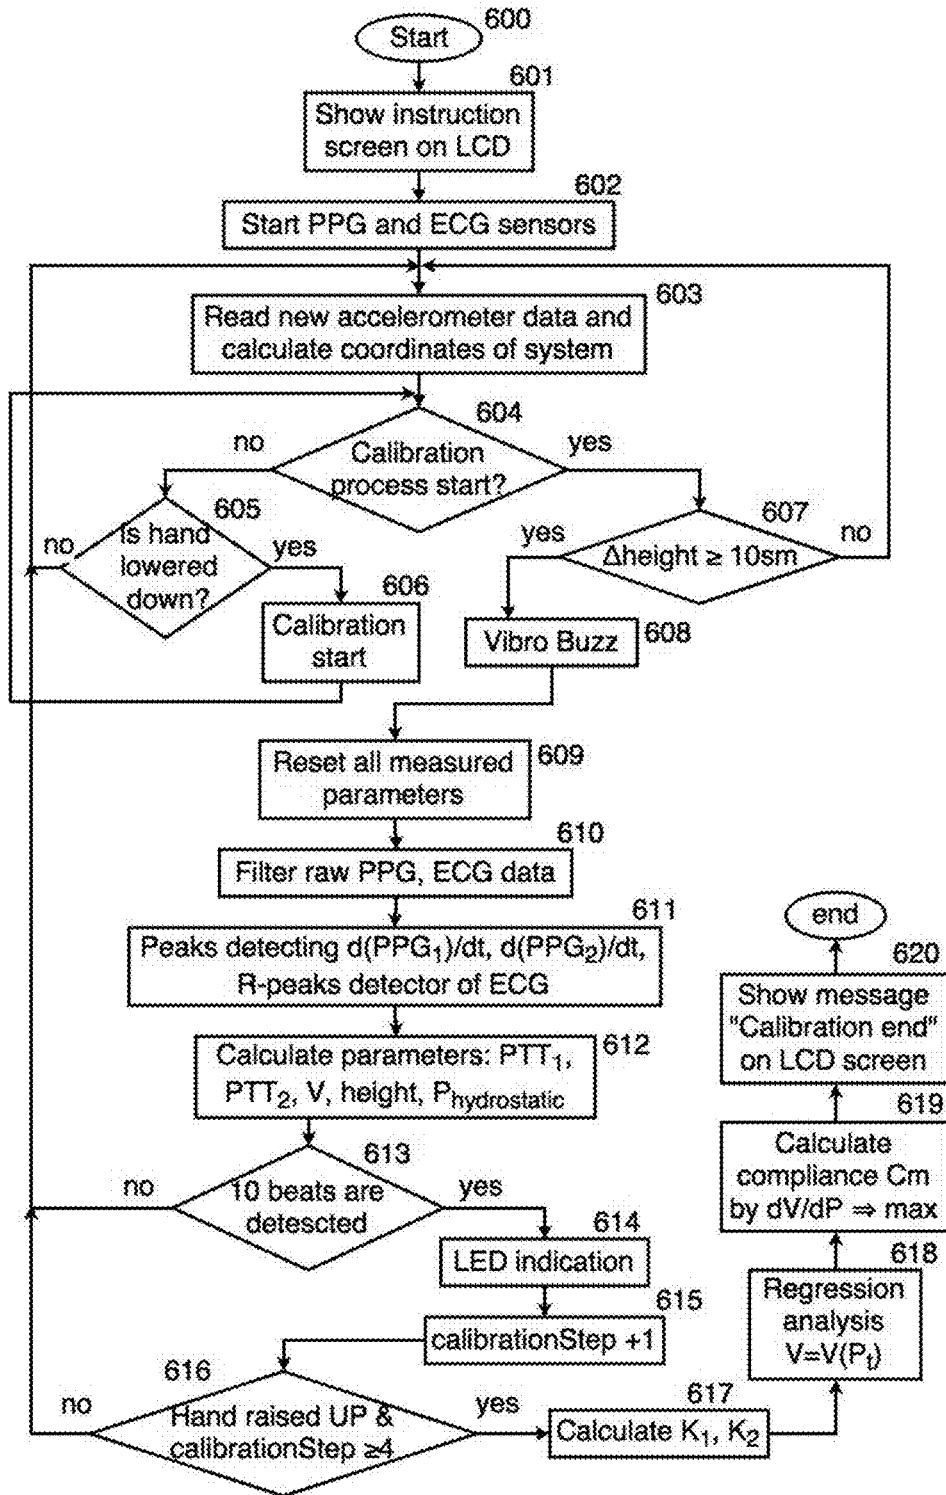 600
Start
601
Show instruction
screen on LCD
602
Start PPG and ECG sensors
603
Read new accelerometer data and
calculate coordinates of system
604
no
yes
Calibration
process start?
605
no
Is hand
lowered
down?
yes
606
Calibration
start
607
yes
no
Δheight ≥ 10sm
Vibro Buzz
608
Reset all measured
parameters
609
610
Filter raw PPG, ECG data
611
Peaks detecting d(PPG₁)/dt, d(PPG₂)/dt,
R-peaks detector of ECG
Calculate parameters: PTT₁,
PTT₂, V, height, Phydrostatic
612
613
no
yes
10 beats are
detescted
614
LED indication
615
calibrationStep +1
616
no
yes
Hand raised UP &
calibrationStep ≥4
617
Calculate K₁, K₂
618
Regression
analysis
V=V(Pₜ)
619
Calculate
compliance Cm
by dV/dP ⇒ max
620
Show message
"Calibration end"
on LCD screen
end